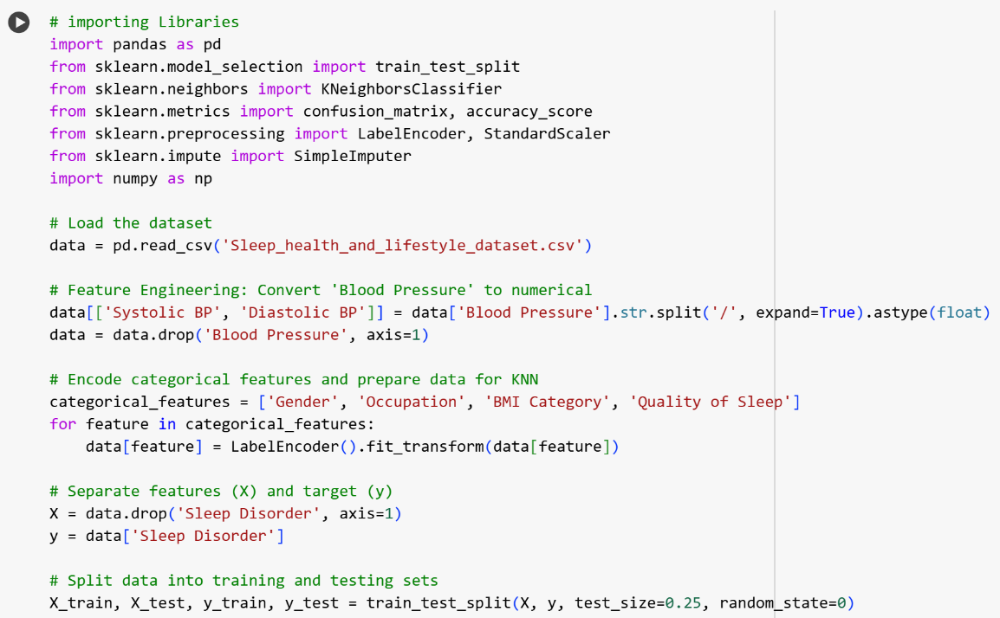 # importing Libraries
import pandas as pd
from sklearn.model_selection import train_test_split
from sklearn.neighbors import KNeighborsClassifier
from sklearn.metrics import confusion_matrix, accuracy_score
from sklearn.preprocessing import LabelEncoder, StandardScaler
from sklearn.impute import SimpleImputer
import numpy as np

# Load the dataset
data = pd.read_csv('Sleep_health_and_lifestyle_dataset.csv')

# Feature Engineering: Convert 'Blood Pressure' to numerical
data[['Systolic BP', 'Diastolic BP']] = data['Blood Pressure'].str.split('/', expand=True).astype(float)
data = data.drop('Blood Pressure', axis=1)

# Encode categorical features and prepare data for KNN
categorical_features = ['Gender', 'Occupation', 'BMI Category', 'Quality of Sleep']
for feature in categorical_features:
    data[feature] = LabelEncoder().fit_transform(data[feature])

# Separate features (X) and target (y)
X = data.drop('Sleep Disorder', axis=1)
y = data['Sleep Disorder']

# Split data into training and testing sets
X_train, X_test, y_train, y_test = train_test_split(X, y, test_size=0.25, random_state=0)